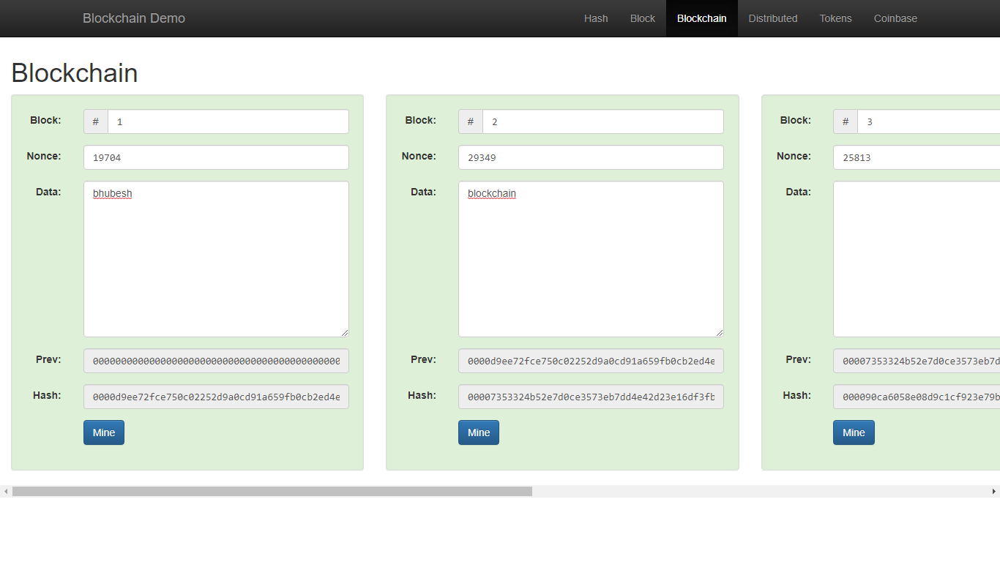 Blockchain Demo Hash Block Blockchain Distributed Tokens Coinbase
Blockchain
Block: # 1
Nonce: 19704
Data: bhubesh
Prev: 00000000000000000000000000000000000000000000
Hash: 0000d9ee72fce750c02252d9a0cd91a659fb0cb2ed4e
Mine
Block: # 2
Nonce: 29349
Data: blockchain
Prev: 0000d9ee72fce750c02252d9a0cd91a659fb0cb2ed4e
Hash: 00007353324b52e7d0ce3573eb7dd4e42d23e16df3fb
Mine
Block: # 3
Nonce: 25813
Data:
Prev: 00007353324b52e7d0ce3573eb7d
Hash: 000090ca6058e08d9c1cf923e79b
Mine